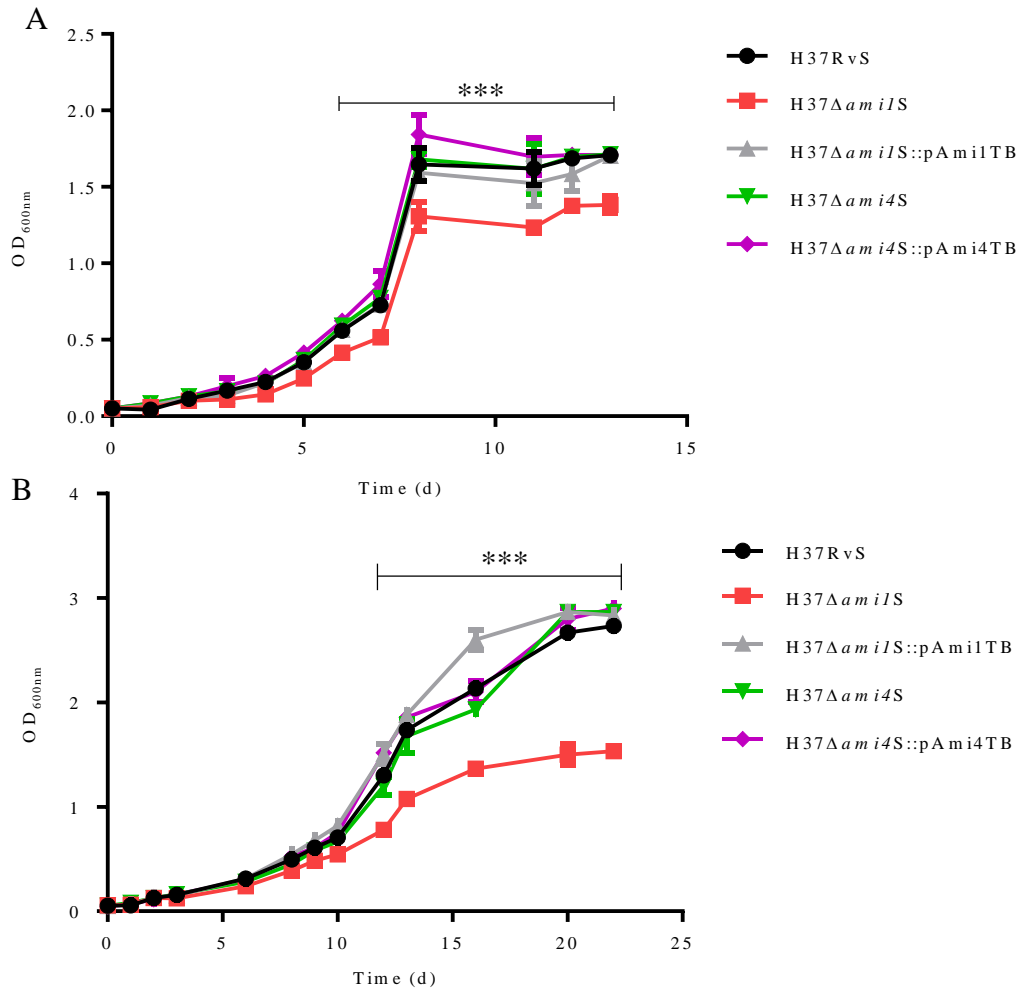 A
2.5
2.0
1.5
1.0
0.5
0.0
OD600nm
***
0
5
10
15
Time (d)
H37RvS
H37Δami1S
H37Δami1S::pAmi1TB
H37Δami4S
H37Δami4S::pAmi4TB
B
4
3
2
1
0
OD600nm
***
0
5
10
15
20
25
Time (d)
H37RvS
H37Δami1S
H37Δami1S::pAmi1TB
H37Δami4S
H37Δami4S::pAmi4TB